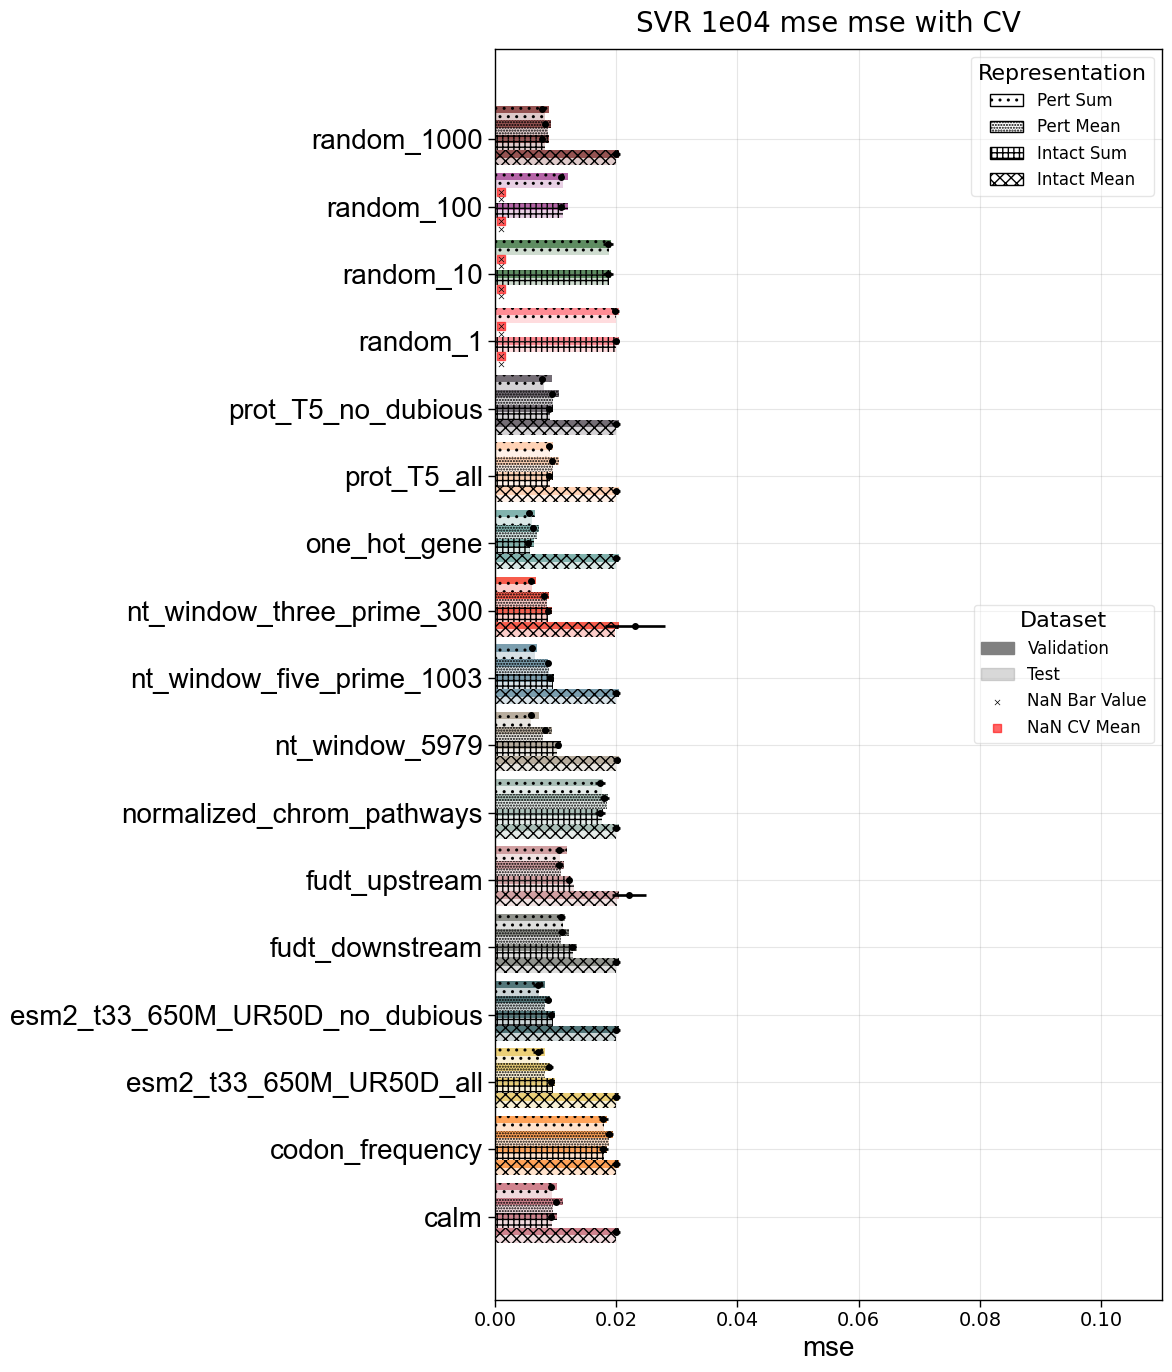 SVR 1e04 mse mse with CV
Representation
Pert Sum
Pert Mean
Intact Sum
Intact Mean
random_1000
random_100
random_10
random_1
prot_T5_no_dubious
prot_T5_all
one_hot_gene
nt_window_three_prime_300
nt_window_five_prime_1003
nt_window_5979
normalized_chrom_pathways
fudt_upstream
fudt_downstream
esm2_t33_650M_UR50D_no_dubious
esm2_t33_650M_UR50D_all
codon_frequency
calm
Dataset
Validation
Test
NaN Bar Value
NaN CV Mean
0.00 0.02 0.04 0.06 0.08 0.10
mse